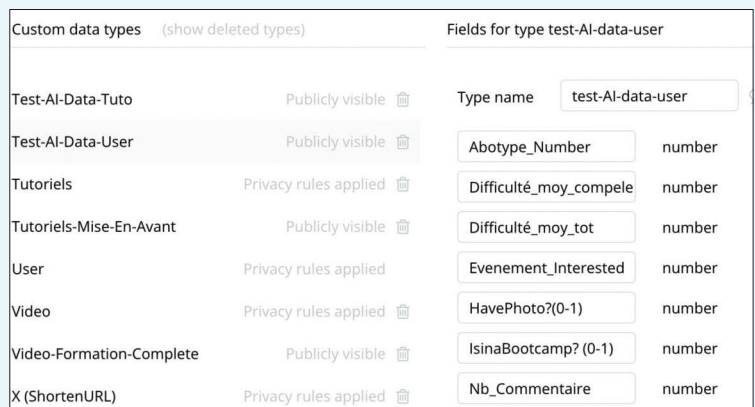 Custom data types (show deleted types)
Test-AI-Data-Tuto Publicly visible
Test-AI-Data-User Publicly visible
Tutoriels Privacy rules applied
Tutoriels-Mise-En-Avant Publicly visible
User Privacy rules applied
Video Privacy rules applied
Video-Formation-Complete Publicly visible
X (ShortenURL) Privacy rules applied
Fields for type test-AI-data-user
Type name test-AI-data-user
Abotype_Number number
Difficulté_moy_compele number
Difficulté_moy_tot number
Evenement_Interested number
HavePhoto?(0-1) number
IsinaBootcamp? (0-1) number
Nb_Commentaire number